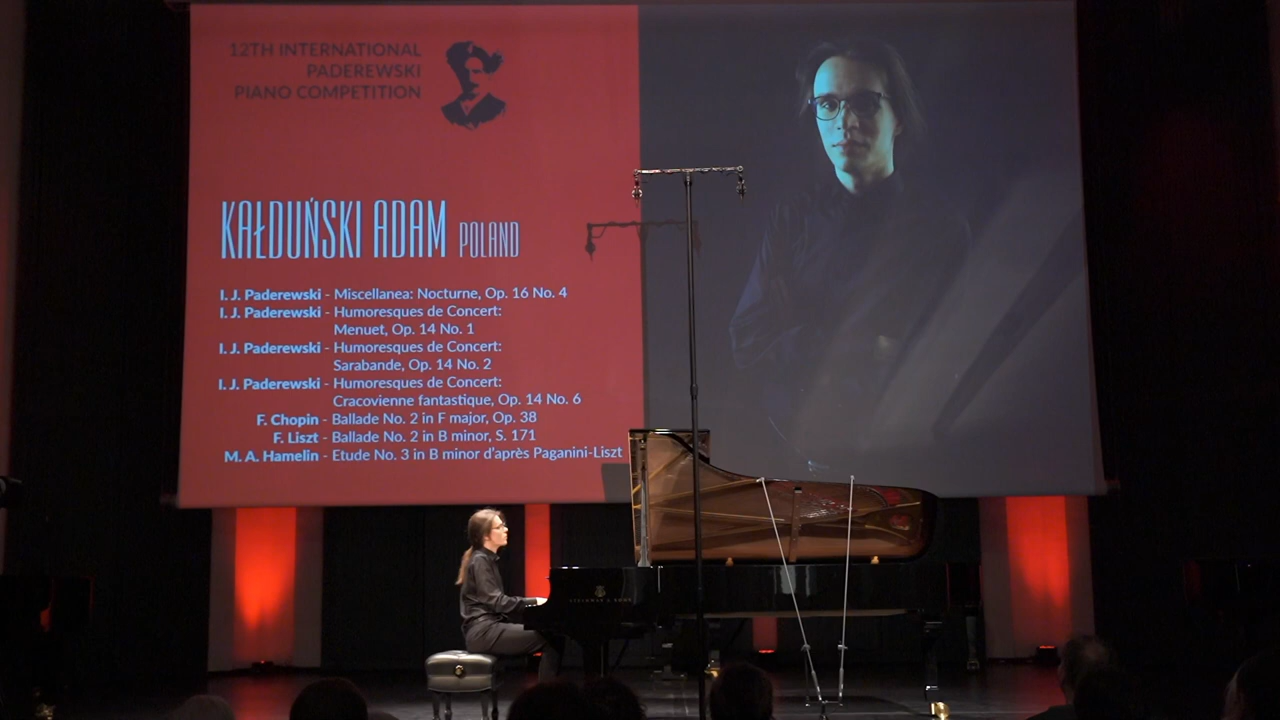 12TH INTERNATIONAL
PADEREWSKI
PIANO COMPETITION
KAŁDUŃSKI ADAM POLAND
I. J. Paderewski - Miscellanea: Nocturne, Op. 16 No. 4
I. J. Paderewski - Humoresques de Concert:
Menuet, Op. 14 No. 1
I. J. Paderewski - Humoresques de Concert:
Sarabande, Op. 14 No. 2
I. J. Paderewski - Humoresques de Concert:
Cracovienne fantastique, Op. 14 No. 6
F. Chopin - Ballade No. 2 in F major, Op. 38
F. Liszt - Ballade No. 2 in B minor, S. 171
M. A. Hamelin - Etude No. 3 in B minor d'après Paganini-Liszt
STEINWAY & SONS